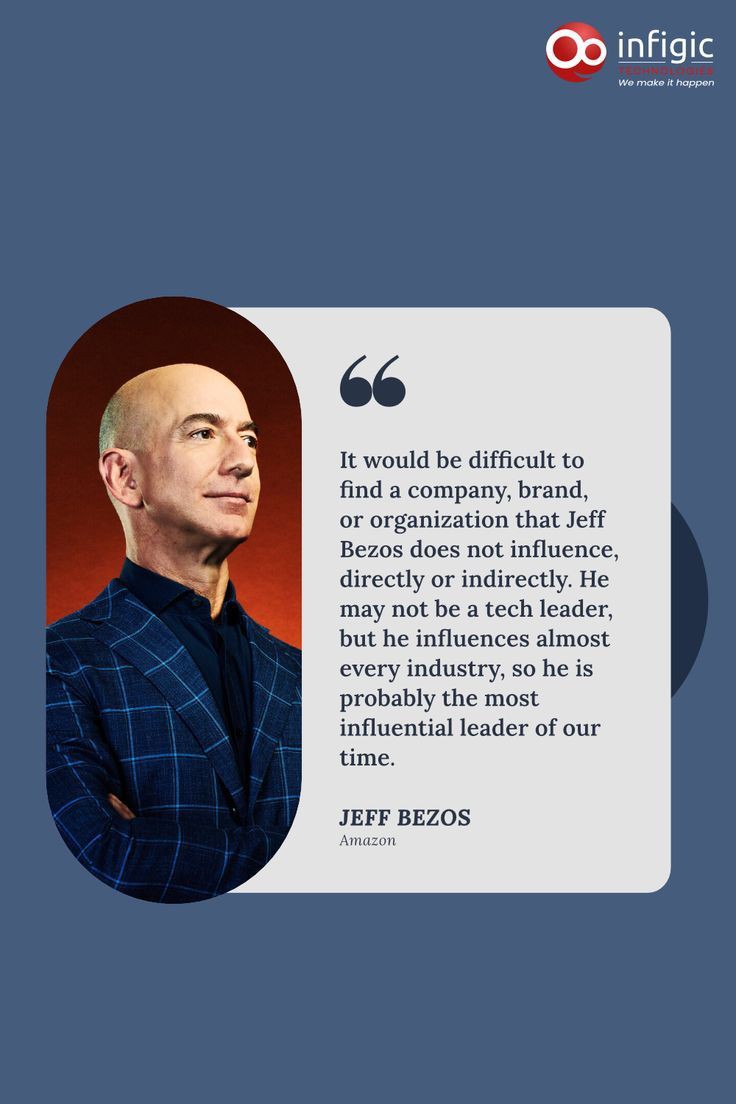 infigic
TECHNOLOGIES
We make it happen
“
It would be difficult to
find a company, brand,
or organization that Jeff
Bezos does not influence,
directly or indirectly. He
may not be a tech leader,
but he influences almost
every industry, so he is
probably the most
influential leader of our
time.
JEFF BEZOS
Amazon